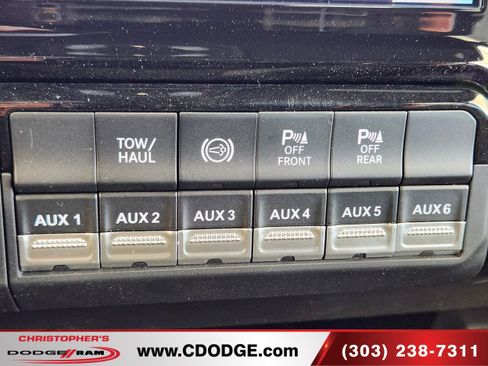 TOW/
HAUL
P
OFF
FRONT
P
OFF
REAR
AUX 1
AUX 2
AUX 3
AUX 4
AUX 5
AUX 6
CHRISTOPHER'S
DODGE RAM
www.CDODGE.com
(303) 238-7311